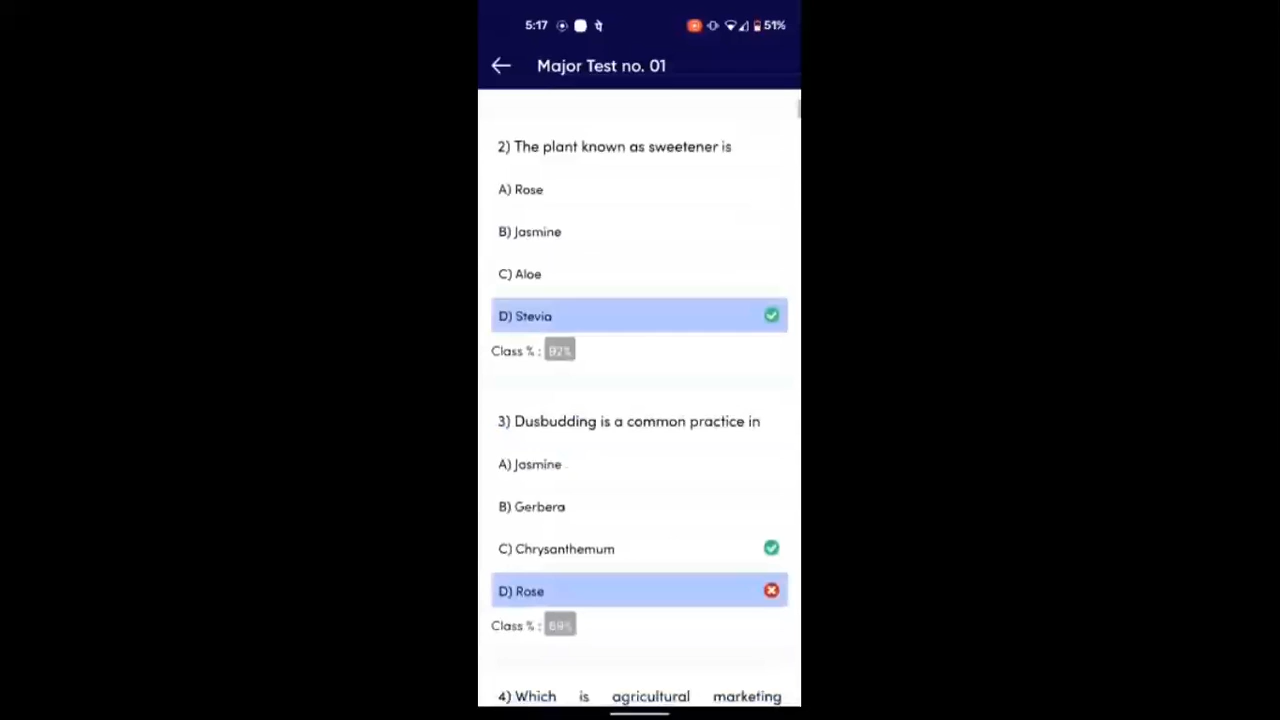 5:17 51%
Major Test no. 01
2) The plant known as sweetener is
A) Rose
B) Jasmine
C) Aloe
D) Stevia
Class % : 92%
3) Dusbudding is a common practice in
A) Jasmine
B) Gerbera
C) Chrysanthemum
D) Rose
Class % :
4) Which is agricultural marketing